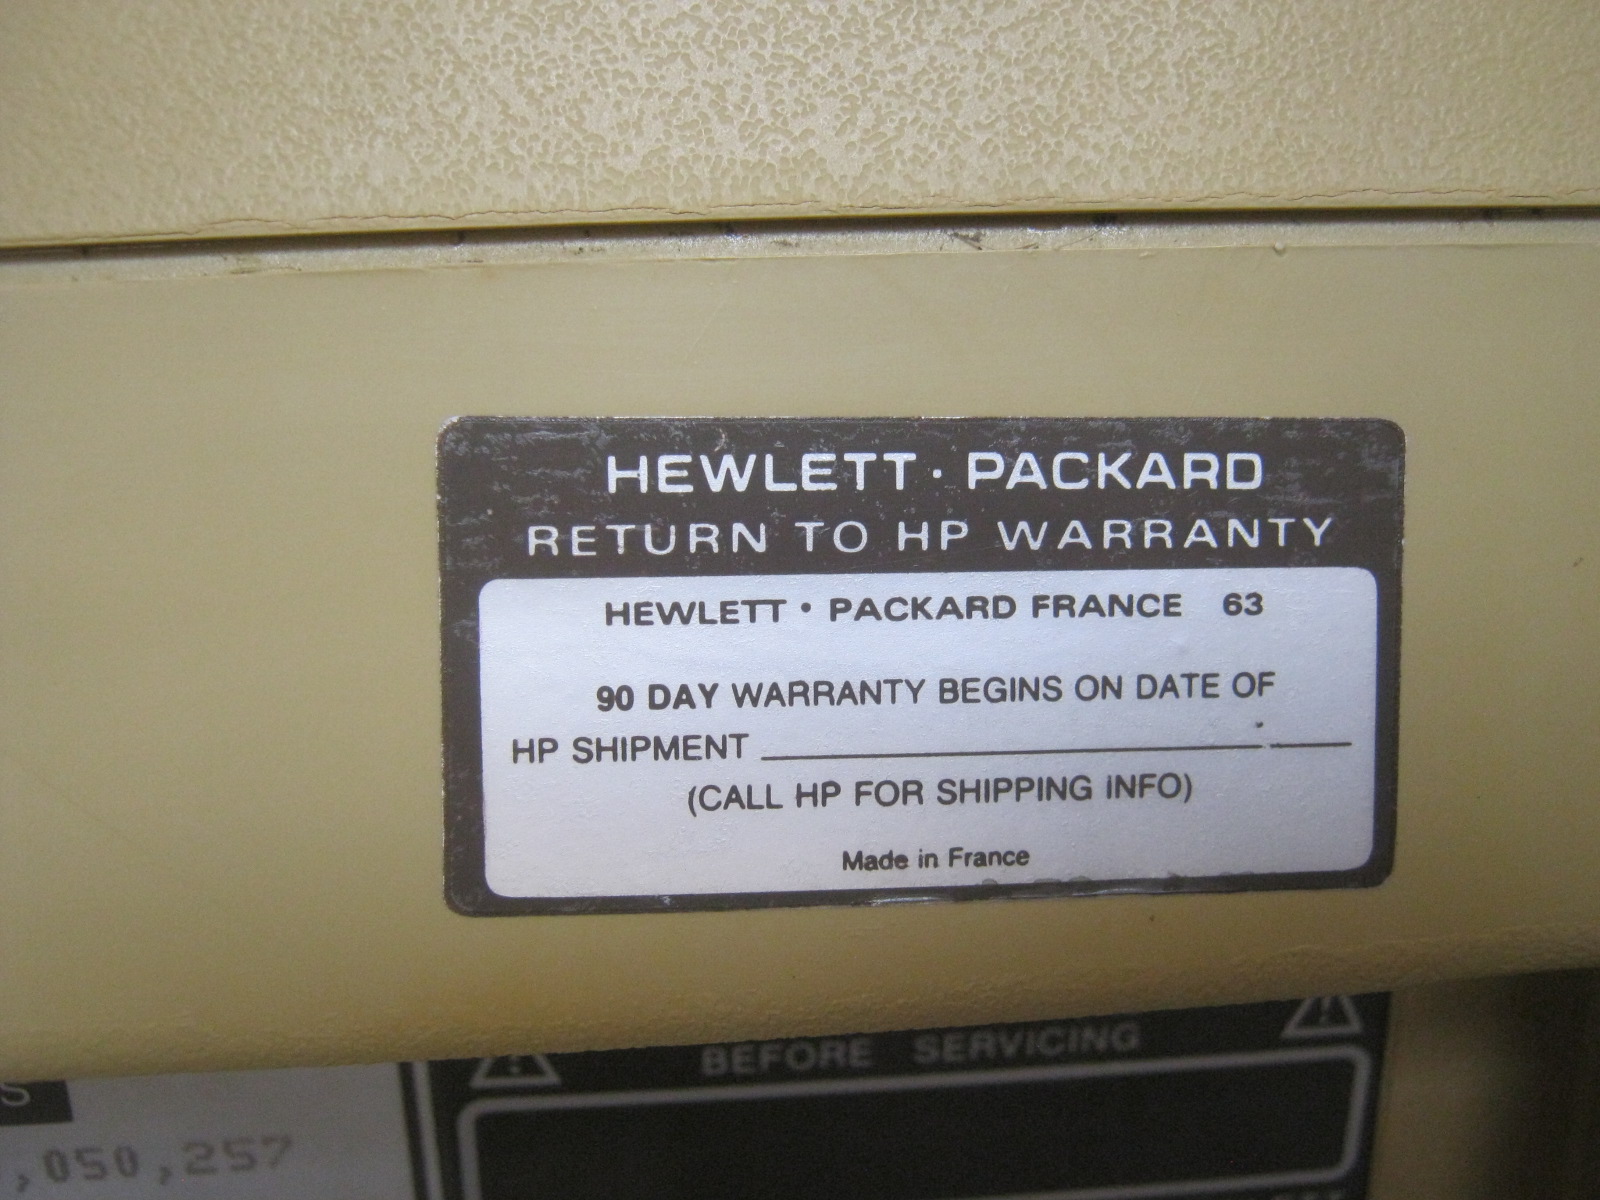 HEWLETT · PACKARD
RETURN TO HP WARRANTY
HEWLETT • PACKARD FRANCE 63
90 DAY WARRANTY BEGINS ON DATE OF
HP SHIPMENT
(CALL HP FOR SHIPPING INFO)
Made in France
BEFORE SERVICING
S
,050,257